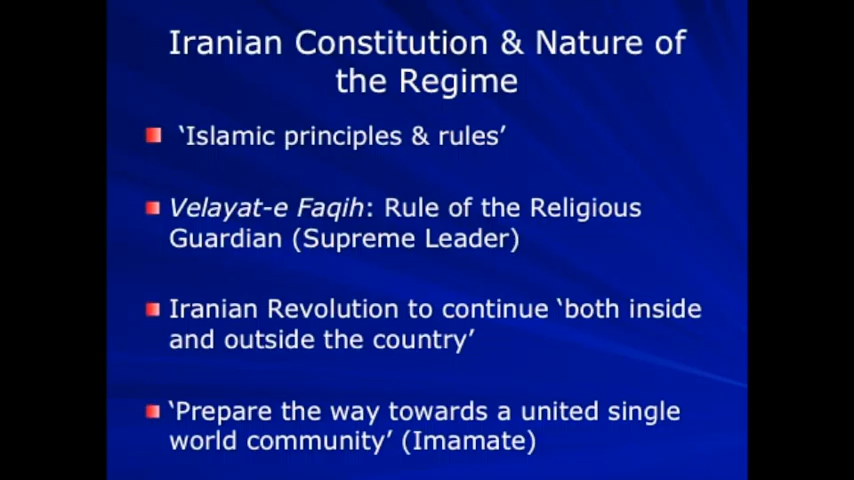 Iranian Constitution & Nature of
the Regime
‘Islamic principles & rules’
Velayat-e Faqih: Rule of the Religious
Guardian (Supreme Leader)
Iranian Revolution to continue ‘both inside
and outside the country’
‘Prepare the way towards a united single
world community’ (Imamate)